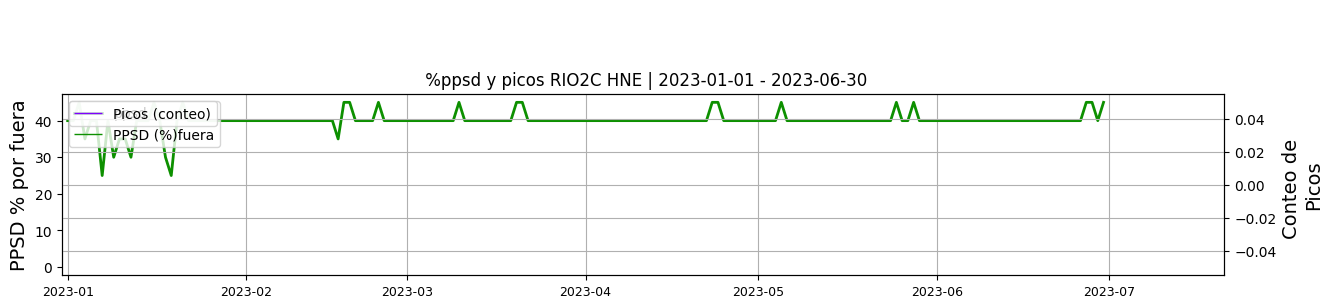 %ppsd y picos RIO2C HNE | 2023-01-01 - 2023-06-30
Picos (conteo)
PPSD (%)fuera
PPSD % por fuera
40
30
20
10
0
0.04
0.02
0.00
−0.02
−0.04
Conteo de
Picos
2023-01
2023-02
2023-03
2023-04
2023-05
2023-06
2023-07